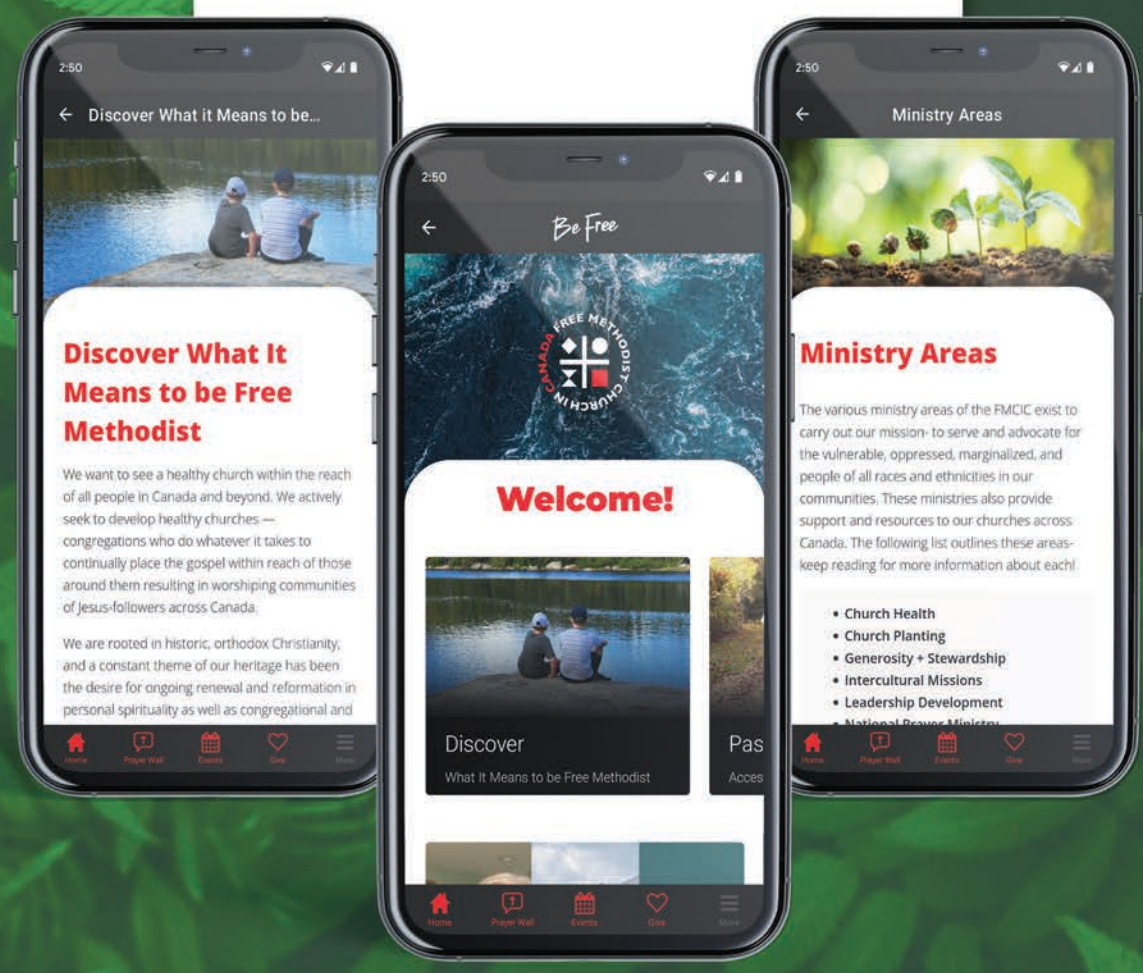 2:50
Discover What it Means to be...
Discover What It
Means to be Free
Methodist
We want to see a healthy church within the reach
of all people in Canada and beyond. We actively
seek to develop healthy churches —
congregations who do whatever it takes to
continually place the gospel within reach of those
around them resulting in worshiping communities
of Jesus-followers across Canada.
We are rooted in historic, orthodox Christianity,
and a constant theme of our heritage has been
the desire for ongoing renewal and reformation in
personal spirituality as well as congregational and
Home
Prayer Wall
Events
Give
More
2:50
Be Free
FREE METHODIST CHURCH IN CANADA
Welcome!
Discover
What It Means to be Free Methodist
Pas
Acces
Home
Prayer Wall
Events
Give
More
2:50
Ministry Areas
Ministry Areas
The various ministry areas of the FMCIC exist to
carry out our mission- to serve and advocate for
the vulnerable, oppressed, marginalized, and
people of all races and ethnicities in our
communities. These ministries also provide
support and resources to our churches across
Canada. The following list outlines these areas-
keep reading for more information about each!
• Church Health
• Church Planting
• Generosity + Stewardship
• Intercultural Missions
• Leadership Development
• National Prayer Ministry
Home
Prayer Wall
Events
Give
More